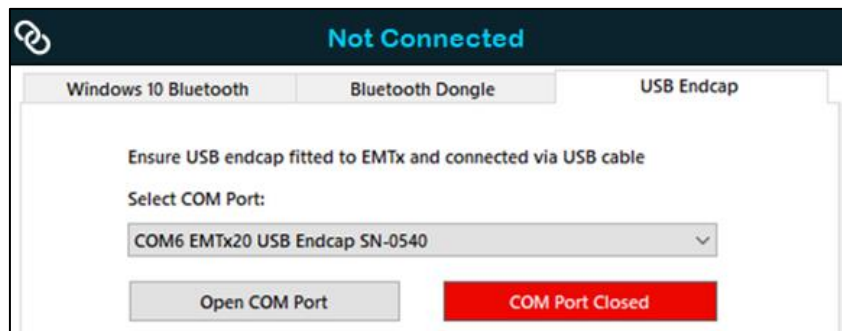 Not Connected
Windows 10 Bluetooth Bluetooth Dongle USB Endcap
Ensure USB endcap fitted to EMTx and connected via USB cable
Select COM Port:
COM6 EMTx20 USB Endcap SN-0540
Open COM Port COM Port Closed